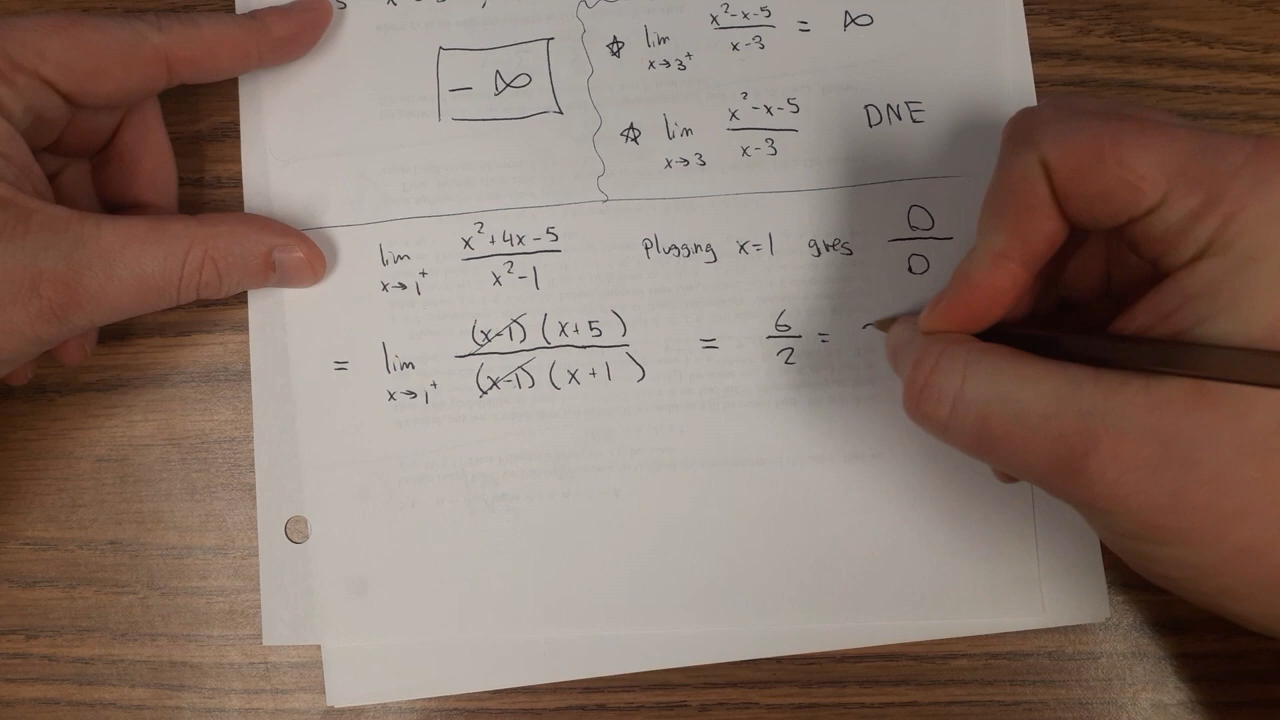 - ∞
☆ lim x→3⁺ (x²-x-5)/(x-3) = ∞
☆ lim x→3 (x²-x-5)/(x-3) DNE
lim x→1⁺ (x²+4x-5)/(x²-1) plugging x=1 gives 0/0
= lim x→1⁺ (x-1)(x+5)/(x-1)(x+1) = 6/2 =